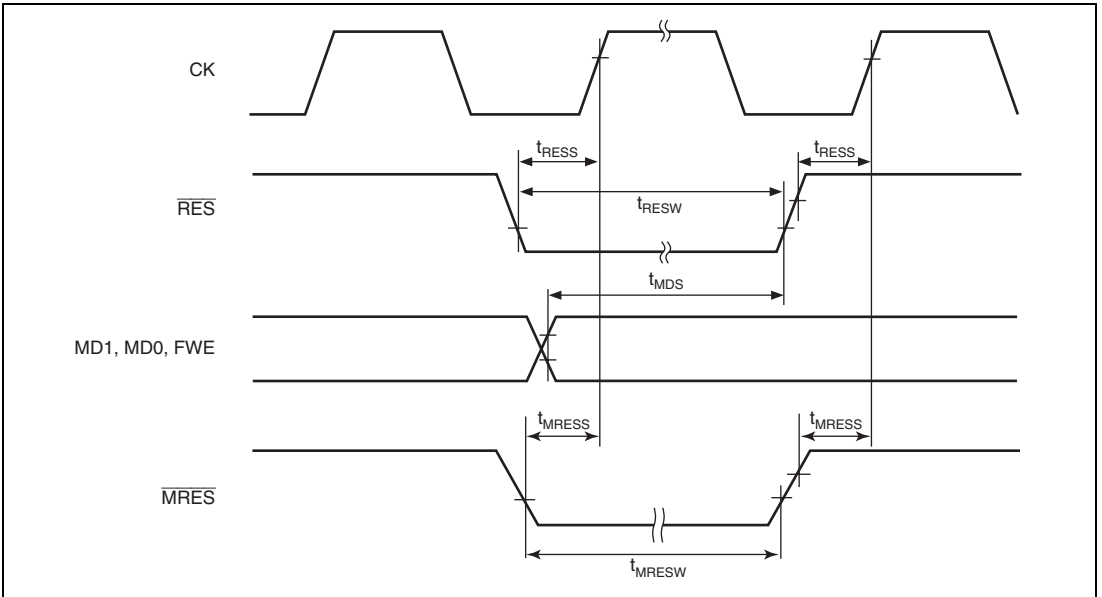 CK
tRESS
tRESS
RES
tRESW
tMDS
MD1, MD0, FWE
tMRESS
tMRESS
MRES
tMRESW